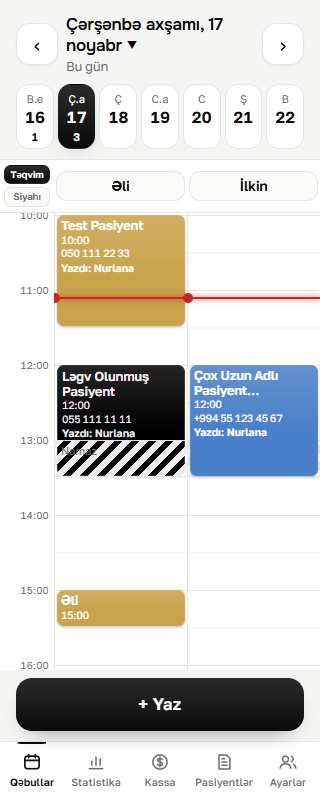 Çərşənbə axşamı, 17
noyabr ▼
Bu gün
B.e
16
1
Ç.a
17
3
Ç
18
C.a
19
C
20
Ş
21
B
22
Təqvim
Siyahı
Əli
İlkin
10:00
Test Pasiyent
10:00
050 111 22 33
Yazdı: Nurlana
11:00
12:00
Ləğv Olunmuş
Pasiyent
12:00
055 111 11 11
Yazdı: Nurlana
Çox Uzun Adlı
Pasiyent...
12:00
+994 55 123 45 67
Yazdı: Nurlana
13:00
14:00
15:00
Əli
15:00
16:00
+ Yaz
Qəbullar
Statistika
Kassa
Pasiyentlər
Ayarlar